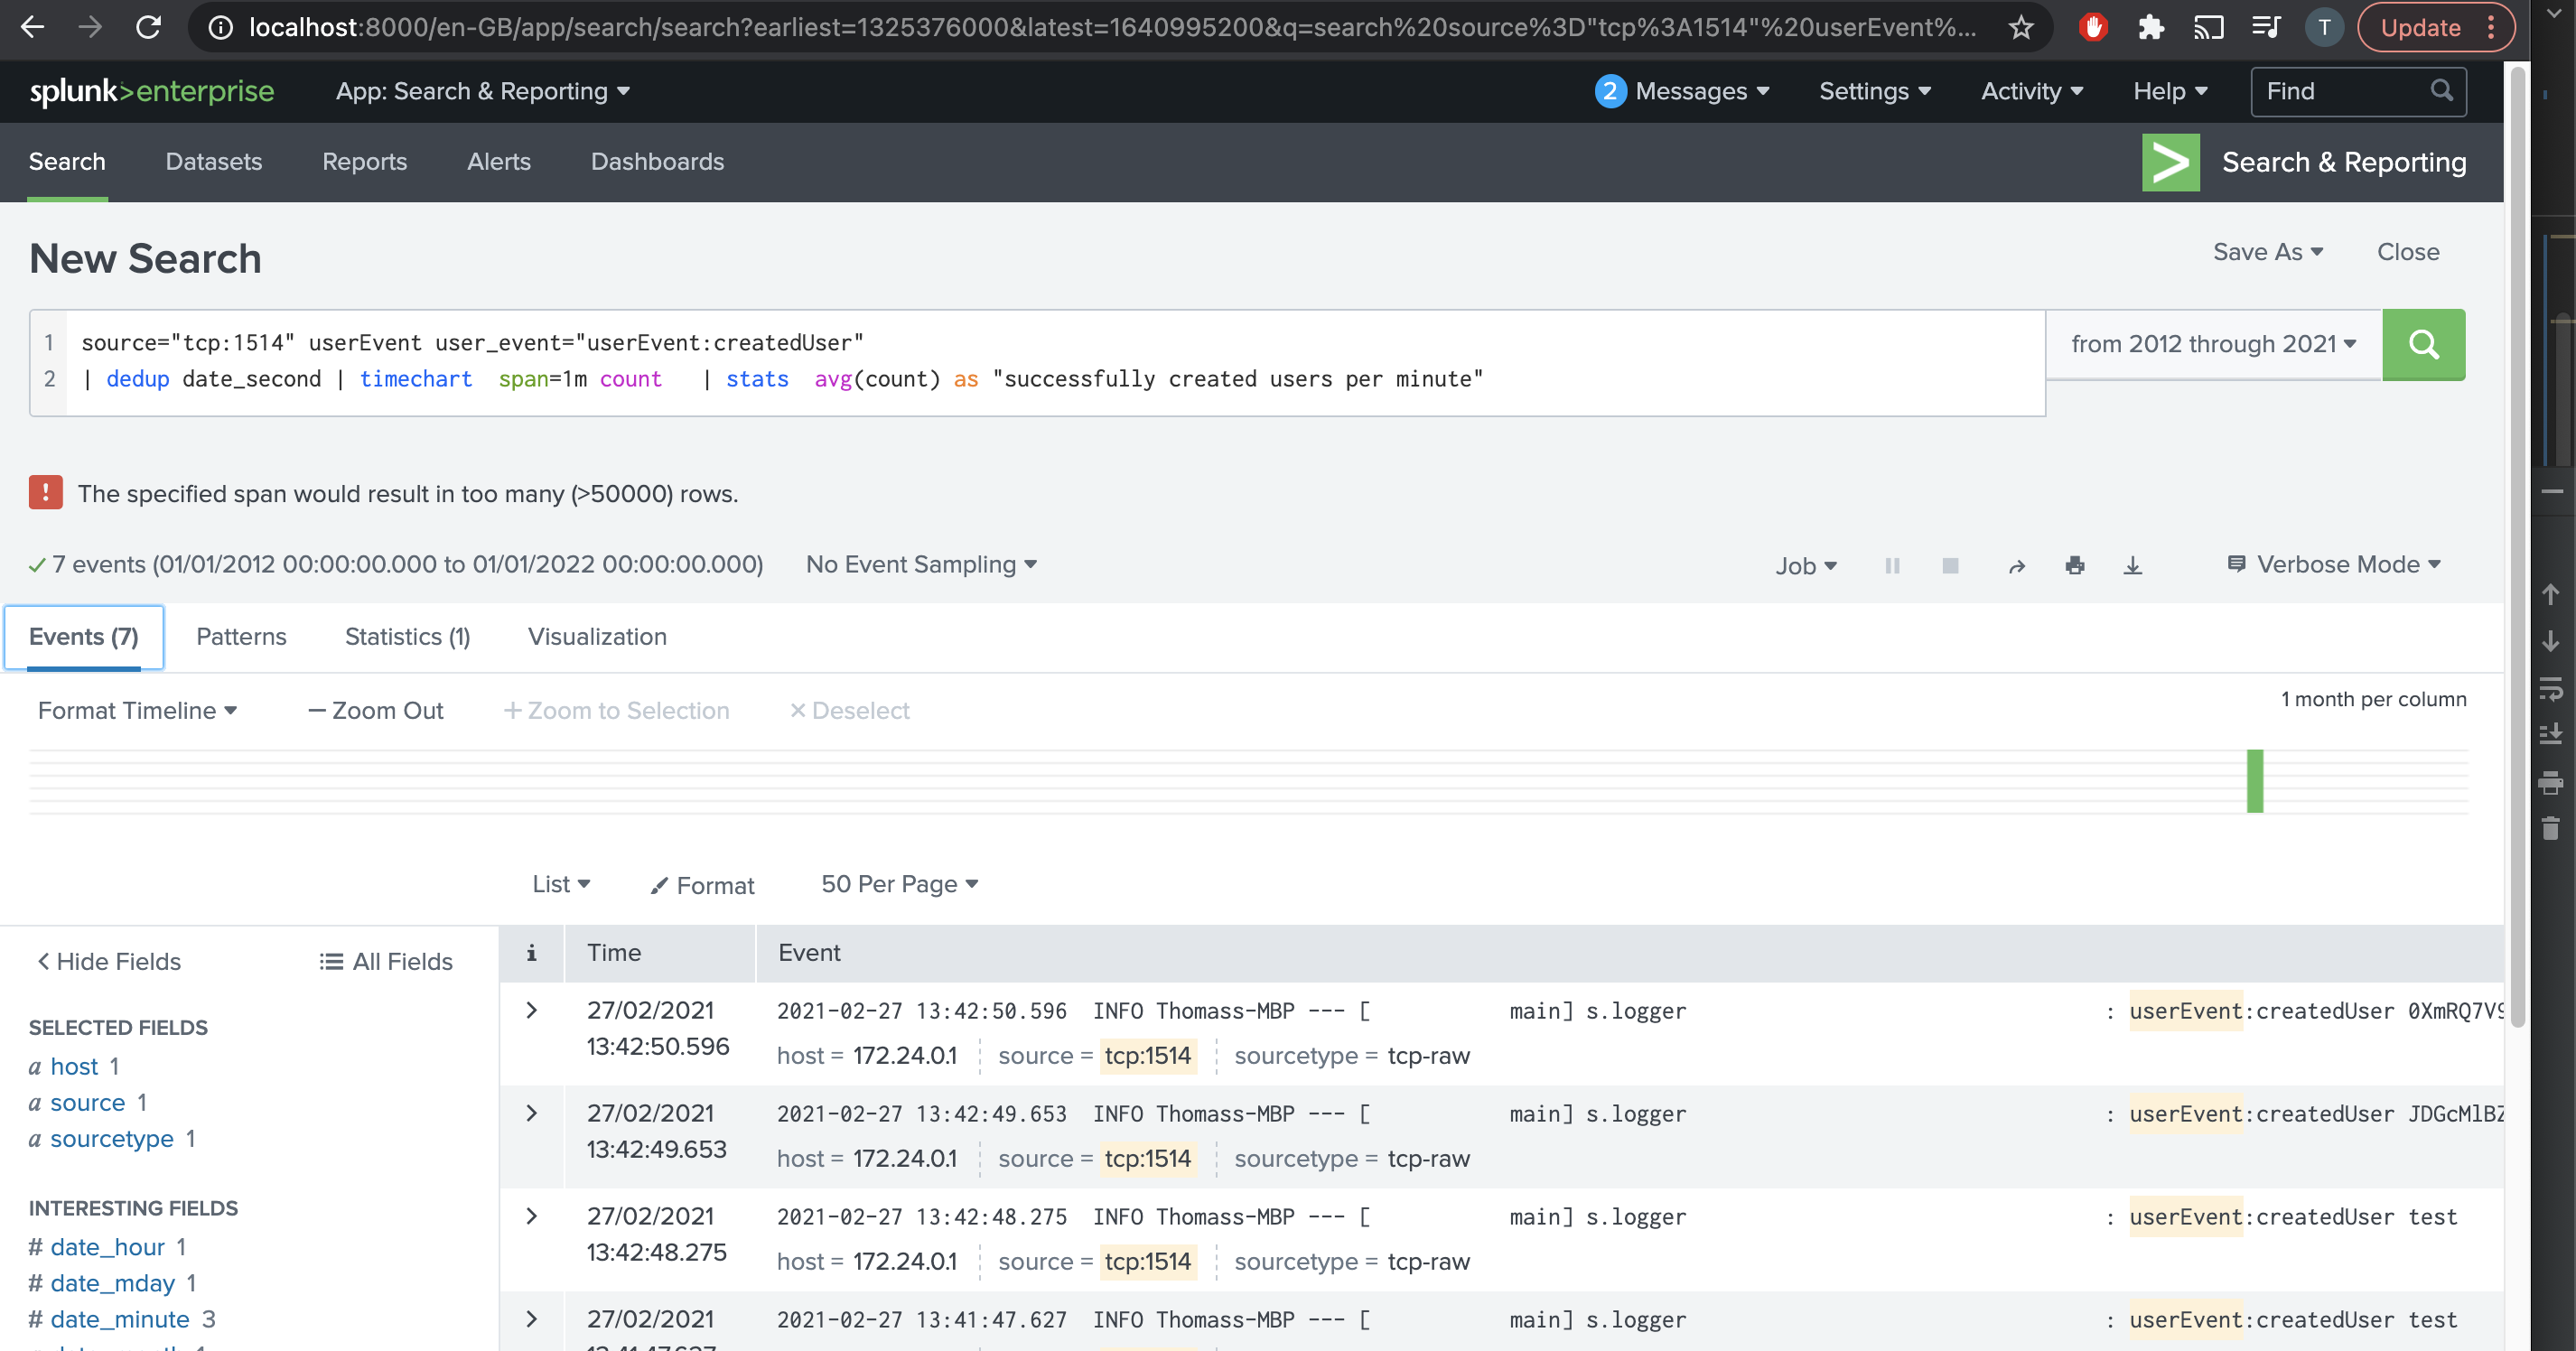 localhost:8000/en-GB/app/search/search?earliest=1325376000&latest=1640995200&q=search%20source%3D"tcp%3A1514"%20userEvent%... T Update
splunk>enterprise App: Search & Reporting 2 Messages Settings Activity Help Find
Search Datasets Reports Alerts Dashboards > Search & Reporting
New Search Save As Close
1 source="tcp:1514" userEvent user_event="userEvent:createdUser" from 2012 through 2021
2 | dedup date_second | timechart span=1m count | stats avg(count) as "successfully created users per minute"
! The specified span would result in too many (>50000) rows.
✓ 7 events (01/01/2012 00:00:00.000 to 01/01/2022 00:00:00.000) No Event Sampling Job Verbose Mode
Events (7) Patterns Statistics (1) Visualization
Format Timeline — Zoom Out + Zoom to Selection × Deselect 1 month per column
List Format 50 Per Page
< Hide Fields All Fields
i Time Event
SELECTED FIELDS
a host 1
a source 1
a sourcetype 1
INTERESTING FIELDS
# date_hour 1
# date_mday 1
# date_minute 3
> 27/02/2021 13:42:50.596 2021-02-27 13:42:50.596 INFO Thomass-MBP --- [ main] s.logger : userEvent:createdUser 0XmRQ7V
host = 172.24.0.1 source = tcp:1514 sourcetype = tcp-raw
> 27/02/2021 13:42:49.653 2021-02-27 13:42:49.653 INFO Thomass-MBP --- [ main] s.logger : userEvent:createdUser JDGcMlB
host = 172.24.0.1 source = tcp:1514 sourcetype = tcp-raw
> 27/02/2021 13:42:48.275 2021-02-27 13:42:48.275 INFO Thomass-MBP --- [ main] s.logger : userEvent:createdUser test
host = 172.24.0.1 source = tcp:1514 sourcetype = tcp-raw
> 27/02/2021 2021-02-27 13:41:47.627 INFO Thomass-MBP --- [ main] s.logger : userEvent:createdUser test